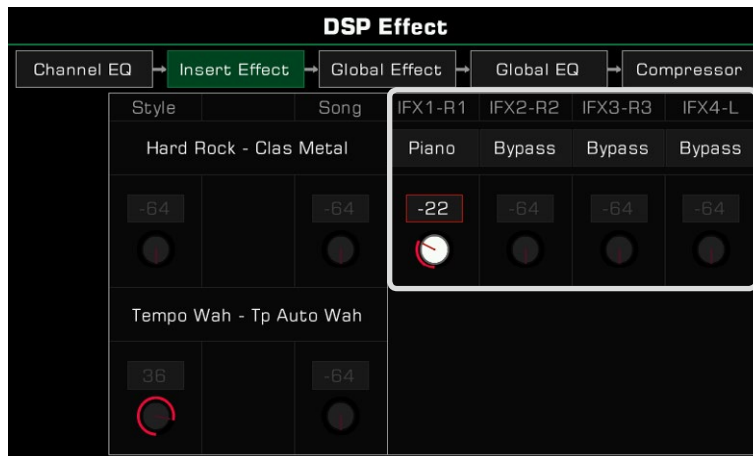 DSP Effect
Channel EQ Insert Effect Global Effect Global EQ Compressor
Style Song IFX1-R1 IFX2-R2 IFX3-R3 IFX4-L
Hard Rock - Clas Metal Piano Bypass Bypass Bypass
-64 -64 -22 -64 -64 -64
Tempo Wah - Tp Auto Wah
36 -64